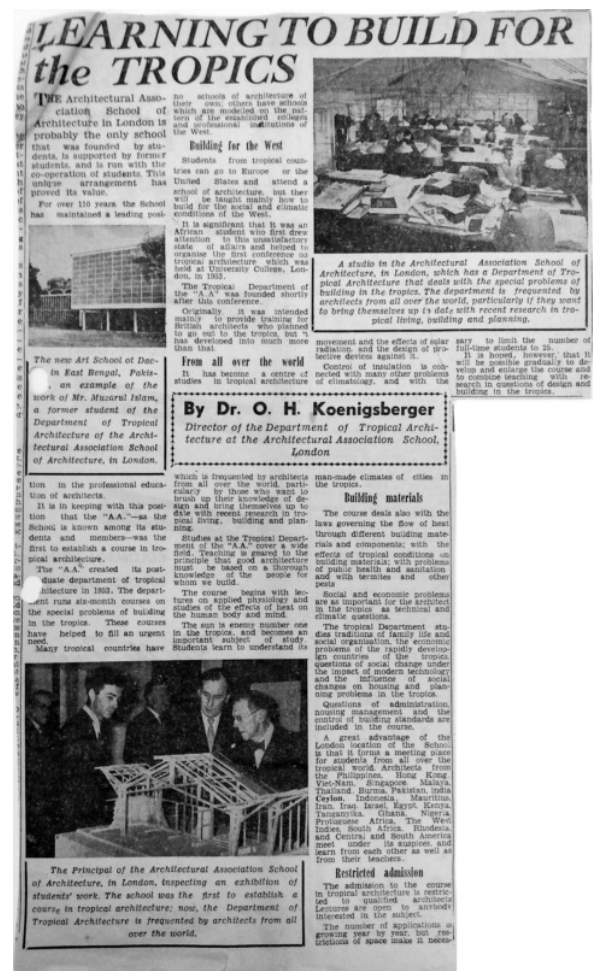 LEARNING TO BUILD FOR
the TROPICS
THE Architectural Asso-
ciation School of
Architecture in London is
probably the only school
that was founded by stu-
dents, is supported by former
students, and is run with the
co-operation of students. This
unique arrangement has
proved its value.
For over 110 years the School
has maintained a leading posi-
The new Art School ot Dac-
in East Bengal, Pakis-
, an example of the
work of Mr. Muzarul Islam,
a former student of the
Department of Tropical
Architecture of the Archi-
tectural Association School
of Architecture, in London.
tion in the professional educa-
tion of architects.
It is in keeping with this posi-
tion that the "A.A."—as the
School is known among its stu-
dents and members—was the
first to establish a course in tro-
pical architecture.
The "A.A." created its post-
graduate department of tropical
architecture in 1953. The depart-
ment runs six-month courses on
the special problems of building
in the tropics. These courses
have helped to fill an urgent
need.
Many tropical countries have
no schools of architecture of
their own; others have schools
which are modelled on the pat-
tern of the established colleges
and professional institutions of
the West.
Building for the West
Students from tropical coun-
tries can go to Europe or the
United States and attend a
school of architecture, but they
will be taught mainly how to
build for the social and climatic
conditions of the West.
It is significant that it was an
African student who first drew
attention to this unsatisfactory
state of affairs and helped to
organise the first conference on
tropical architecture which was
held at University College, Lon-
don, in 1953.
The Tropical Department of
the "A.A" was founded shortly
after this conference.
Originally, it was intended
mainly to provide training for
British architects who planned
to go out to the tropics, but it
has developed into much more
than that.
From all over the world
It has become a centre of
studies in tropical architecture
A studio in the Architectural Association School of
Architecture, in London, which has a Department of Tro-
pical Architecture that deals with the special problems of
building in the tropics. The department is frequented by
architects from all over the world, particularly if they want
to bring themselves up to date with recent research in tro-
pical living, building and planning.
By Dr. O. H. Koenigsberger
Director of the Department of Tropical Archi-
tecture at the Architectural Association School,
London
which is frequented by architects
from all over the world, parti-
cularly by those who want to
brush up their knowledge of de-
sign and bring themselves up to
date with recent research in tro-
pical living, building and plan-
ning.
Studies at the Tropical Depart-
ment of the "A.A." cover a wide
field. Teaching is geared to the
principle that good architecture
must be based on a thorough
knowledge of the people for
whom we build.
The course begins with lec-
tures on applied physiology and
studies of the effects of heat on
the human body and mind.
The sun is enemy number one
in the tropics, and becomes an
important subject of study.
Students learn to understand its
movement and the effects of solar
radiation, and the design of pro-
tective devices against it.
Control of insulation is con-
nected with many other problems
of climatology, and with the
man-made climates of cities in
the tropics.
Building materials
The course deals also with the
laws governing the flow of heat
through different building mate-
rials and components; with the
effects of tropical conditions on
building materials; with problems
of public health and sanitation
and with termites and other
pests
Social and economic problems
are as important for the architect
in the tropics as technical and
climatic questions.
The tropical Department stu-
dies traditions of family life and
social organisation, the economic
problems of the rapidly develop-
ing countries of the tropics,
questions of social change under
the impact of modern technology
and the influence of social
changes on housing and plan-
ning problems in the tropics.
Questions of administration,
housing management and the
control of building standards are
included in the course.
A great advantage of the
London location of the School
is that it forms a meeting place
for students from all over the
tropical world. Architects from
the Philippines, Hong Kong
Viet-Nam, Singapore, Malaya,
Thailand, Burma, Pakistan, India
Ceylon, Indonesia, Mauritius,
Iran, Iraq, Israel, Egypt, Kenya,
Tangansika, Ghana, Nigeria,
Protuguese Africa, The West
Indies, South Africa, Rhodesia,
and Central and South America
meet under its auspices, and
learn from each other as well as
from their teachers.
Restricted admission
The admission to the course
in tropical architecture is restric-
ted to qualified architects
Lectures are open to anybody
interested in the subject.
The number of applications is
growing year by year, but res-
trictions of space make it neces-
sary to limit the number of
full-time students to 25.
It is hoped, however, that it
will be possible gradually to de-
velop and enlarge the course and
to combine teaching with re-
search in questions of design and
building in the tropics.
The Principal of the Architectural Association School
of Architecture, in London, inspecting an exhibition of
students' work. The school was the first to establish a
course in tropical architecture; now, the Department of
Tropical Architecture is frequented by architects from all
over the world.